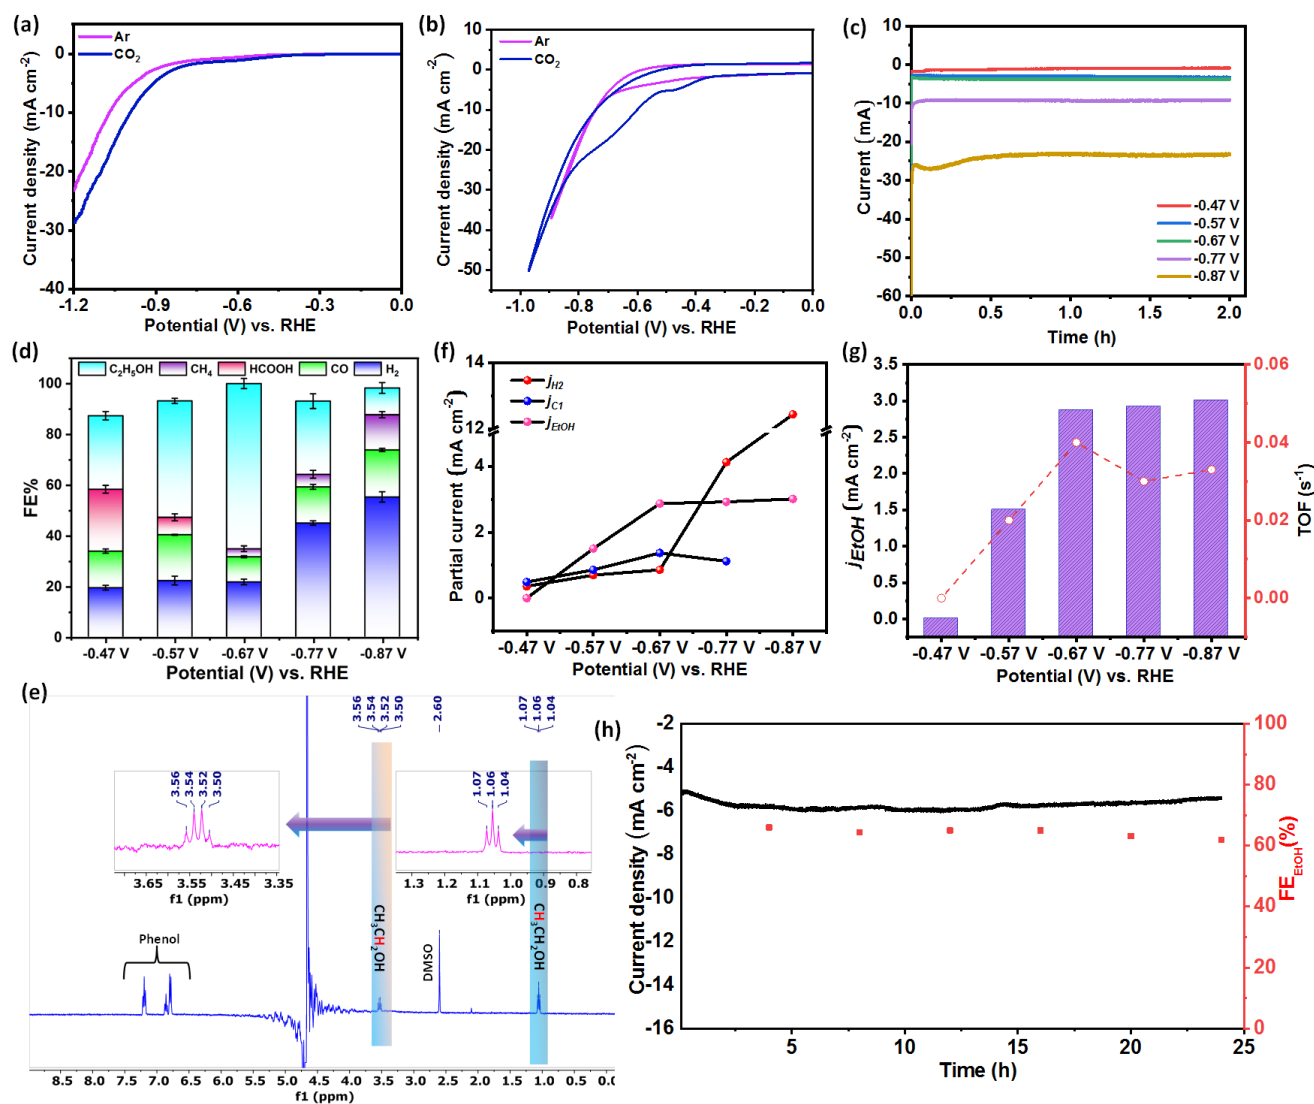 (a)
Ar
CO2
Current density (mA cm-2)
0
-10
-20
-30
-40
-1.2
-0.9
-0.6
-0.3
0.0
Potential (V) vs. RHE
(b)
Ar
CO2
Current density (mA cm-2)
10
0
-10
-20
-30
-40
-50
-1.0
-0.8
-0.6
-0.4
-0.2
0.0
Potential (V) vs. RHE
(c)
Current (mA)
10
0
-10
-20
-30
-40
-50
-60
-0.47 V
-0.57 V
-0.67 V
-0.77 V
-0.87 V
0.0
0.5
1.0
1.5
2.0
Time (h)
(d)
C2H5OH
CH4
HCOOH
CO
H2
FE%
100
80
60
40
20
0
-0.47 V
-0.57 V
-0.67 V
-0.77 V
-0.87 V
Potential (V) vs. RHE
(f)
jH2
jC1
jEtOH
Partial current (mA cm-2)
14
12
4
2
0
-0.47 V
-0.57 V
-0.67 V
-0.77 V
-0.87 V
Potential (V) vs. RHE
(g)
jEtOH (mA cm-2)
3.5
3.0
2.5
2.0
1.5
1.0
0.5
0.0
0.06
0.04
0.02
0.00
TOF (s-1)
-0.47 V
-0.57 V
-0.67 V
-0.77 V
-0.87 V
Potential (V) vs. RHE
(e)
3.56
3.54
3.52
3.50
2.60
1.07
1.06
1.04
3.56
3.54
3.52
3.50
3.65
3.55
3.45
3.35
f1 (ppm)
1.07
1.06
1.04
1.3
1.2
1.1
1.0
0.9
0.8
f1 (ppm)
Phenol
CH3CH2OH
DMSO
CH3CH2OH
8.5
8.0
7.5
7.0
6.5
6.0
5.5
5.0
4.5
4.0
3.5
3.0
2.5
2.0
1.5
1.0
0.5
0.0
f1 (ppm)
(h)
Current density (mA cm-2)
-2
-4
-6
-8
-10
-12
-14
-16
100
80
60
40
20
0
FEEtOH(%)
5
10
15
20
25
Time (h)